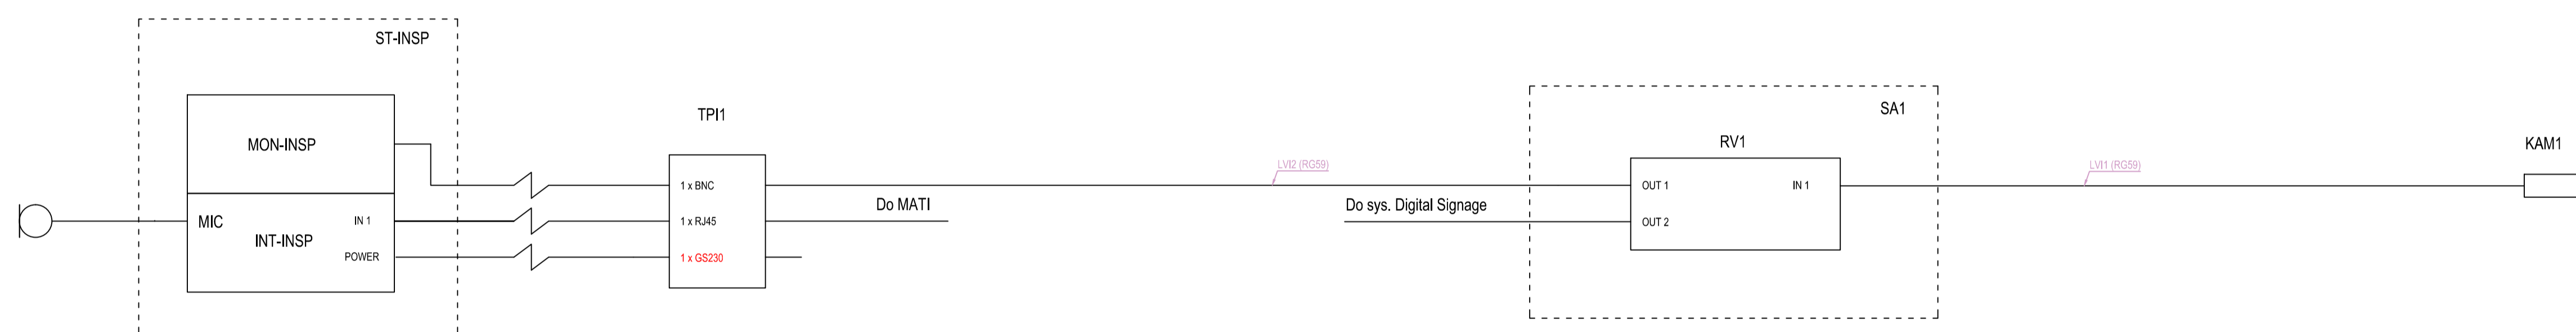 ST-INSP
MON-INSP
MIC
IN 1
INT-INSP
POWER
TPI1
1 x BNC
1 x RJ45
1 x GS230
Do MATI
LVI2 (RG59)
Do sys. Digital Signage
SA1
RV1
OUT 1
IN 1
OUT 2
LVI1 (RG59)
KAM1